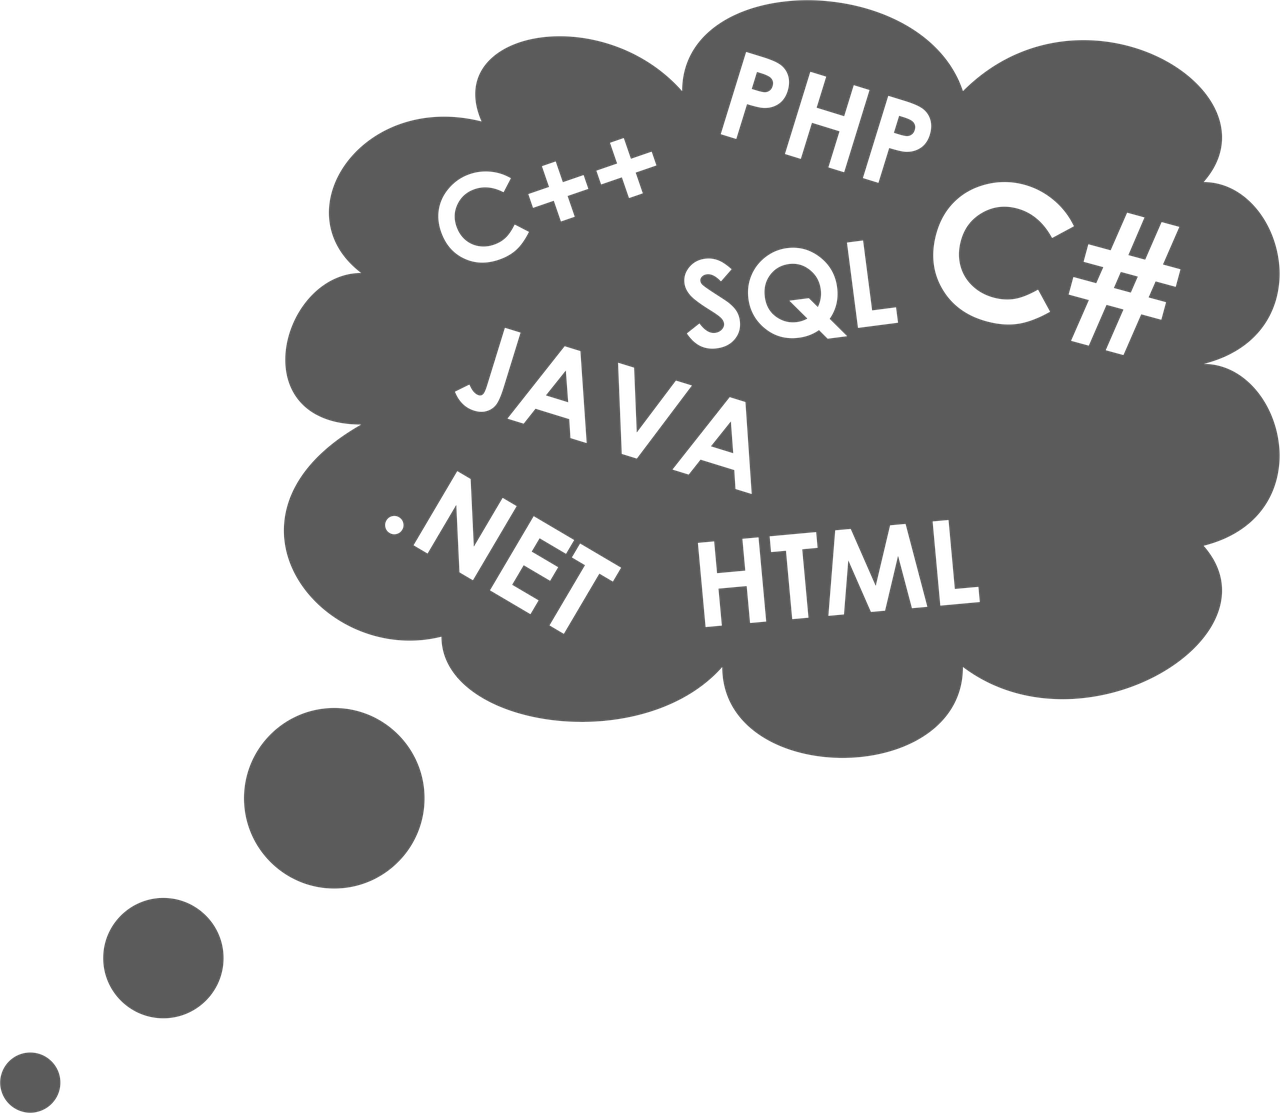 PHP
C++
C#
SQL
JAVA
.NET
HTML